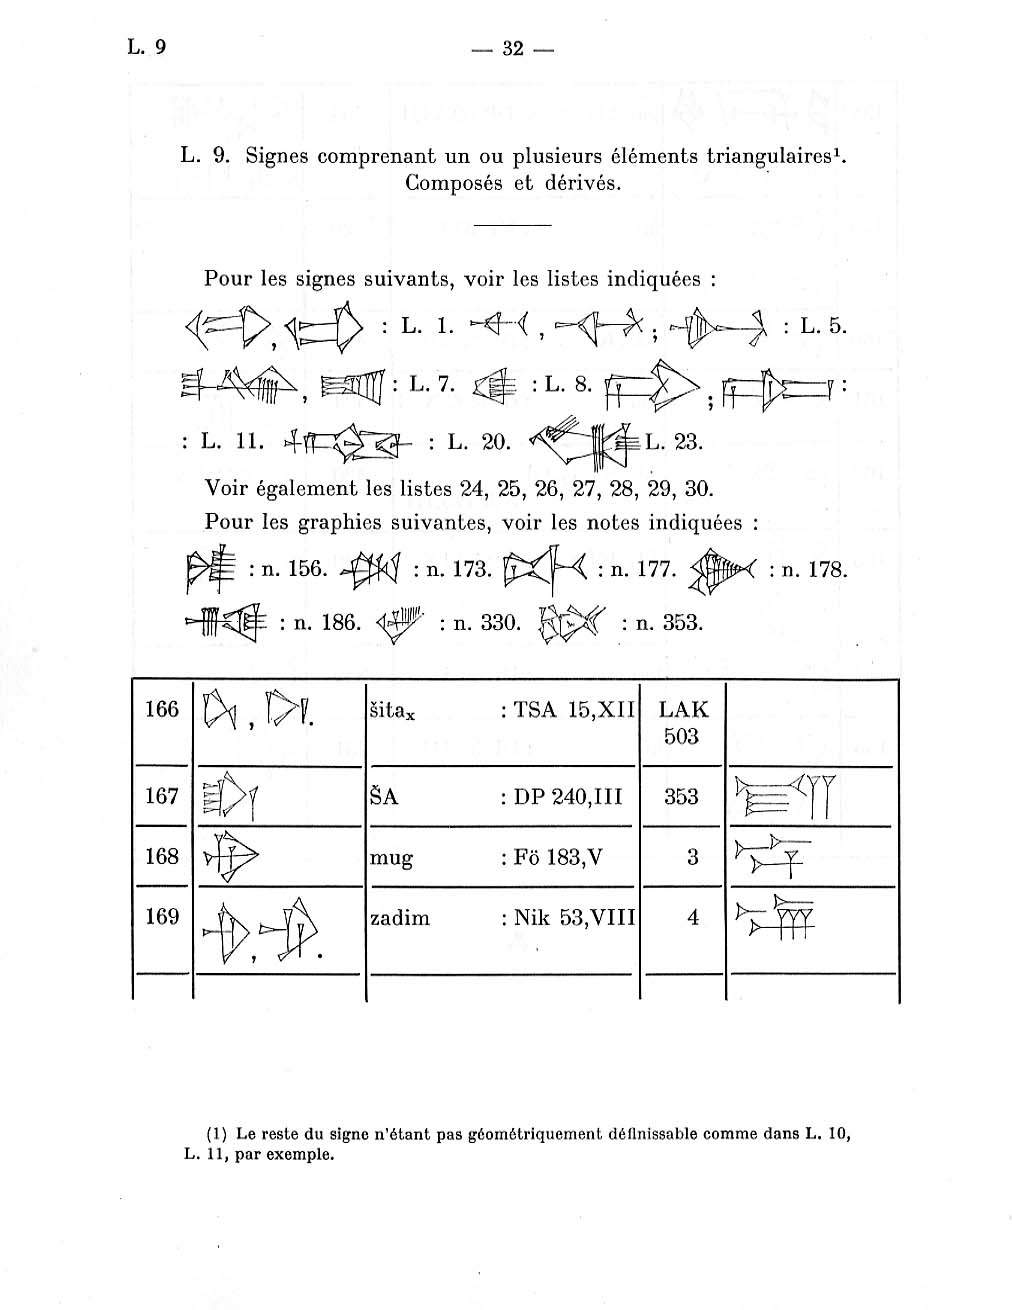 L. 9 — 32 —
L. 9. Signes comprenant un ou plusieurs éléments triangulaires¹.
Composés et dérivés.
Pour les signes suivants, voir les listes indiquées :
, : L. 1. , ; : L. 5.
, : L. 7. : L. 8. ; :
: L. 11. : L. 20. L. 23.
Voir également les listes 24, 25, 26, 27, 28, 29, 30.
Pour les graphies suivantes, voir les notes indiquées :
: n. 156. : n. 173. : n. 177. : n. 178.
: n. 186. : n. 330. : n. 353.
166 , . šitaₓ : TSA 15,XII LAK
503
167 ŠA : DP 240,III 353
168 mug : Fö 183,V 3
169 , . zadim : Nik 53,VIII 4
(1) Le reste du signe n'étant pas géométriquement définissable comme dans L. 10,
L. 11, par exemple.